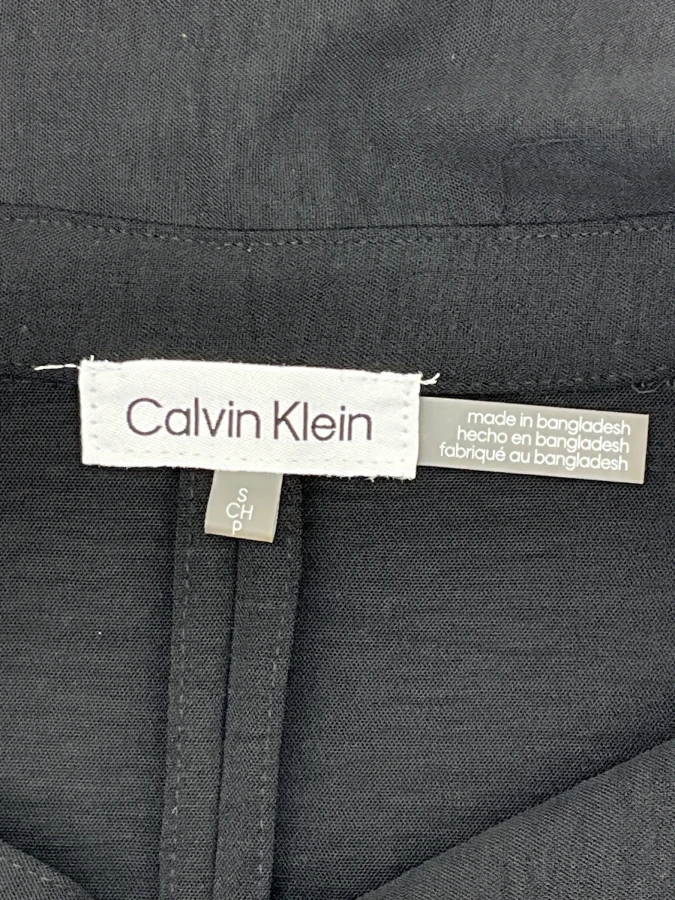 Calvin Klein
made in bangladesh
hecho en bangladesh
fabriqué au bangladesh
S
CH
P